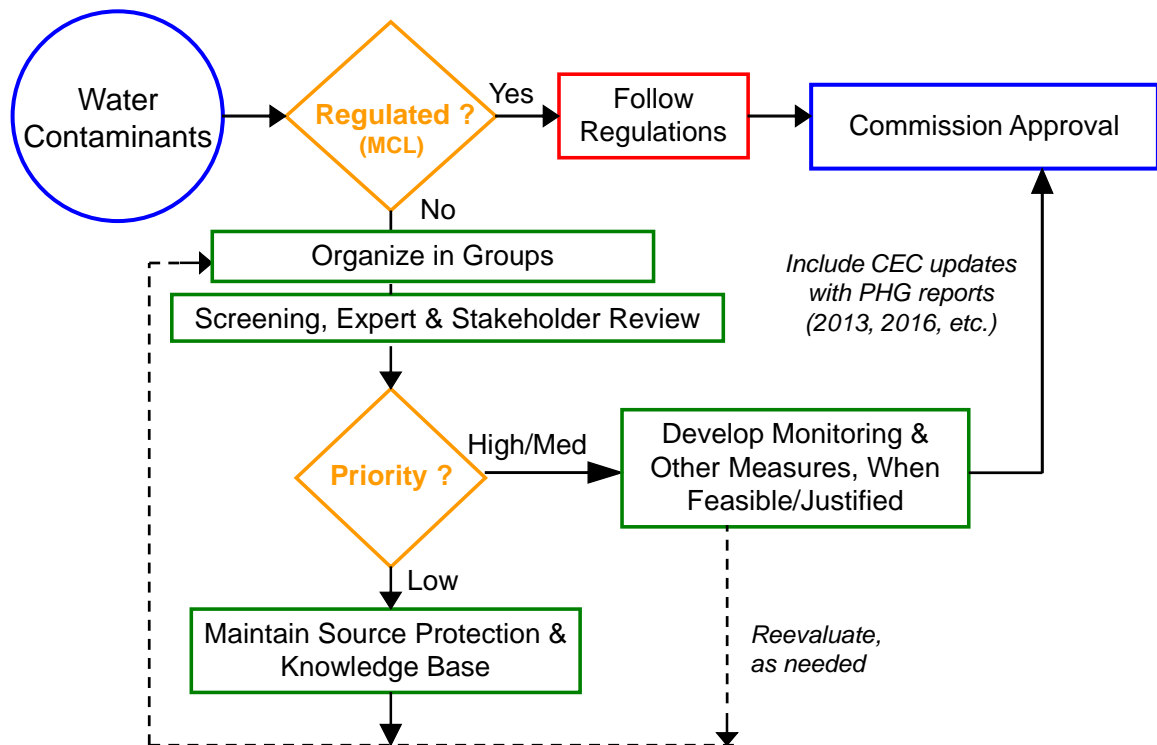 Water
Contaminants
Regulated ?
(MCL)
Yes
Follow
Regulations
Commission Approval
No
Organize in Groups
Screening, Expert & Stakeholder Review
Include CEC updates
with PHG reports
(2013, 2016, etc.)
Priority ?
High/Med
Develop Monitoring &
Other Measures, When
Feasible/Justified
Low
Maintain Source Protection &
Knowledge Base
Reevaluate,
as needed